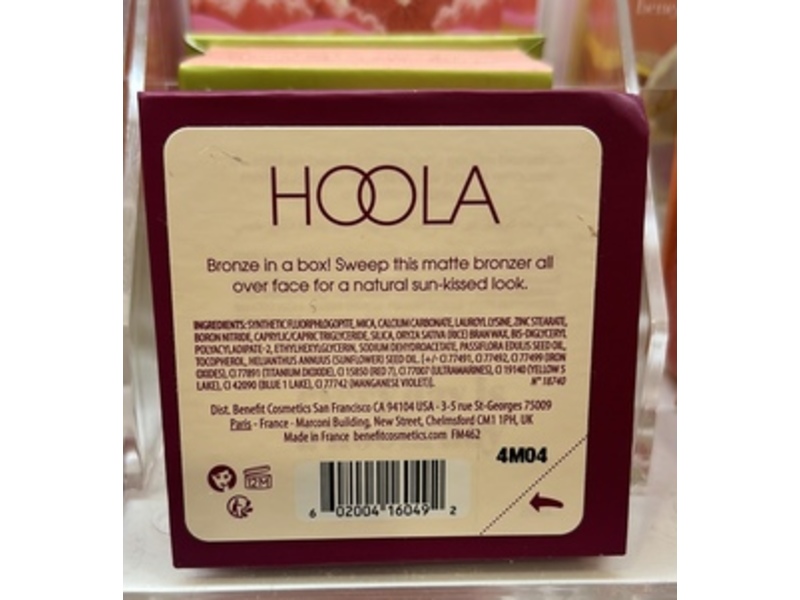 HOOLA
Bronze in a box! Sweep this matte bronzer all
over face for a natural sun-kissed look.
INGREDIENTS: SYNTHETIC FLUORPHLOGOPITE, MICA, CALCIUM CARBONATE, LAUROYL LYSINE, ZINC STEARATE,
BORON NITRIDE, CAPRYLIC/CAPRIC TRIGLYCERIDE, SILICA, ORYZA SATIVA (RICE) BRAN WAX, BIS-DIGLYCERYL
POLYACYLADIPATE-2, ETHYLHEXYLGLYCERIN, SODIUM DEHYDROACETATE, PASSIFLORA EDULIS SEED OIL,
TOCOPHEROL, HELIANTHUS ANNUUS (SUNFLOWER) SEED OIL. [+/- CI 77491, CI 77492, CI 77499 (IRON
OXIDES), CI 77891 (TITANIUM DIOXIDE), CI 15850 (RED 7), CI 77007 (ULTRAMARINES), CI 19140 (YELLOW 5
LAKE), CI 42090 (BLUE 1 LAKE), CI 77742 (MANGANESE VIOLET)]. N° 18740
Dist. Benefit Cosmetics San Francisco CA 94104 USA - 3-5 rue St-Georges 75009
Paris - France - Marconi Building, New Street, Chelmsford CM1 1PH, UK
Made in France benefitcosmetics.com FM462
4M04
12M
6 02004 16049 2